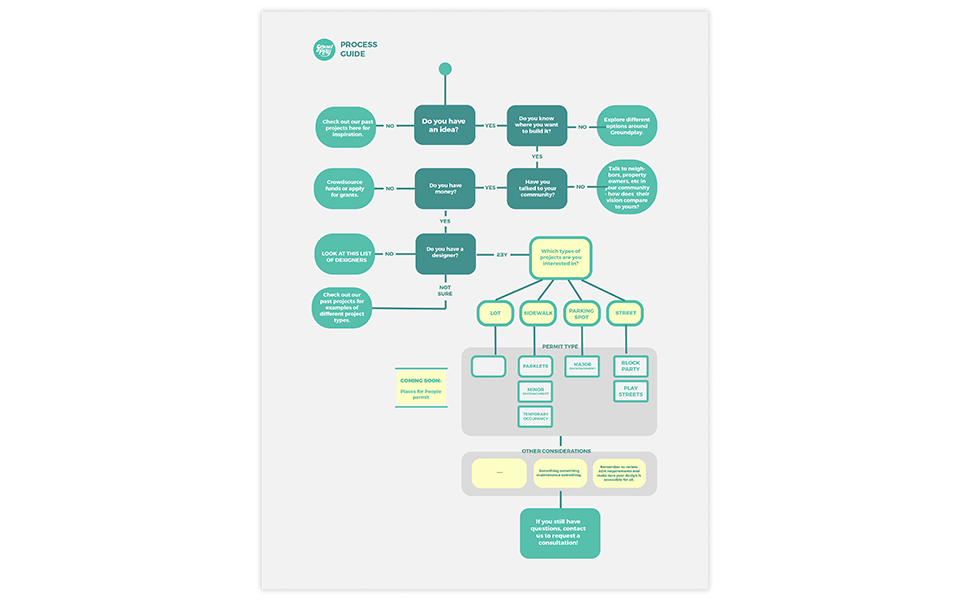 Ground Play
PROCESS
GUIDE
Check out our past
projects here for
inspiration.
NO
Do you have
an idea?
YES
Do you know
where you want
to build it?
NO
Explore different
options around
Groundplay.
YES
Crowdsource
funds or apply
for grants.
NO
Do you have
money?
YES
Have you
talked to your
community?
NO
Talk to neigh-
bors, property
owners, etc in
your community
- how does their
vision compare
to yours?
YES
LOOK AT THIS LIST
OF DESIGNERS
NO
Do you have a
designer?
YES
Which types of
projects are you
interested in?
NOT
SURE
Check out our
past projects for
examples of
different project
types.
LOT
SIDEWALK
PARKING
SPOT
STREET
PERMIT TYPE
PARKLETS
MAJOR
ENCROACHMENT
BLOCK
PARTY
MINOR
ENCROACHMENT
PLAY
STREETS
TEMPORARY
OCCUPANCY
COMING SOON:
Places for People
permit
OTHER CONSIDERATIONS
Something something
maintenance something
Remember to review
ADA requirements and
make sure your design is
accessible for all.
If you still have
questions, contact
us to request a
consultation!